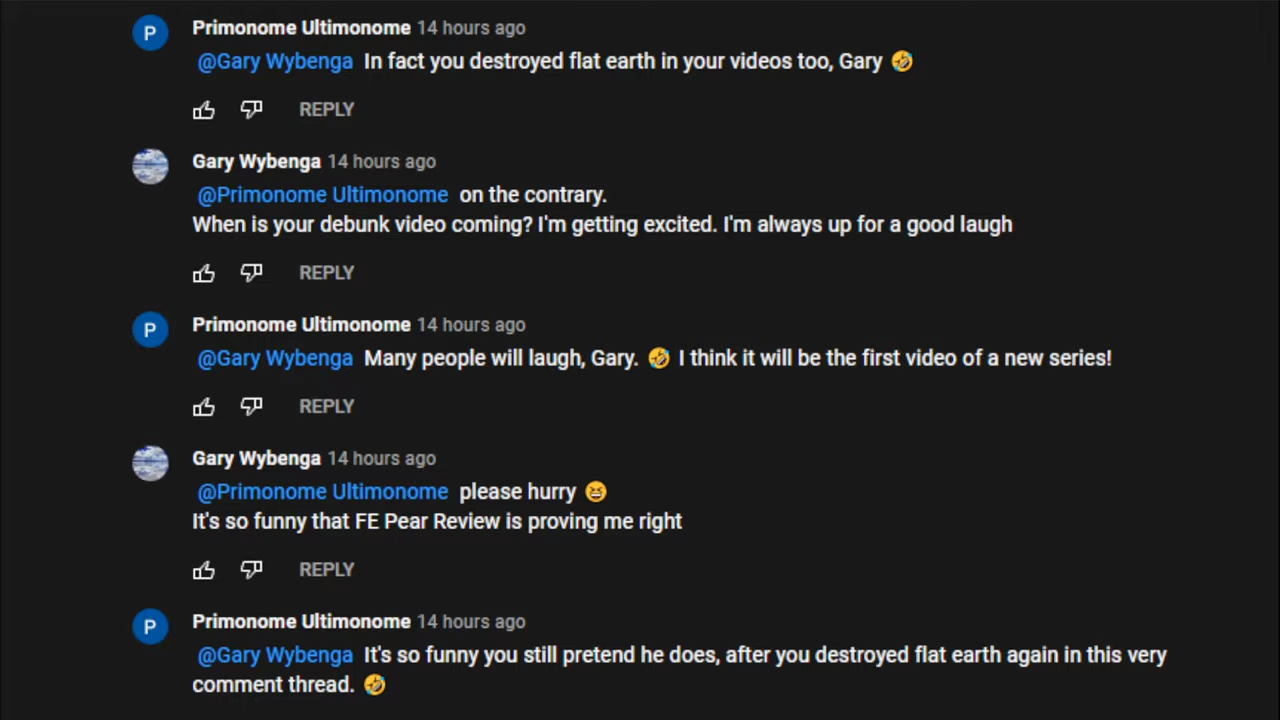 P
Primonome Ultimonome 14 hours ago
@Gary Wybenga In fact you destroyed flat earth in your videos too, Gary 🤣
REPLY
Gary Wybenga 14 hours ago
@Primonome Ultimonome on the contrary.
When is your debunk video coming? I'm getting excited. I'm always up for a good laugh
REPLY
P
Primonome Ultimonome 14 hours ago
@Gary Wybenga Many people will laugh, Gary. 🤣 I think it will be the first video of a new series!
REPLY
Gary Wybenga 14 hours ago
@Primonome Ultimonome please hurry 😆
It's so funny that FE Pear Review is proving me right
REPLY
P
Primonome Ultimonome 14 hours ago
@Gary Wybenga It's so funny you still pretend he does, after you destroyed flat earth again in this very
comment thread. 🤣